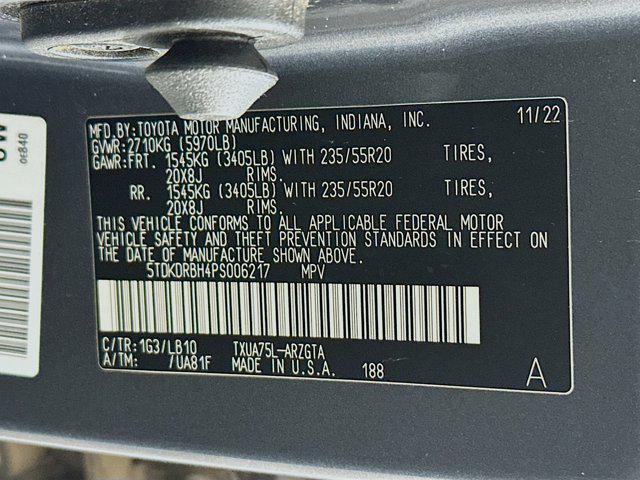 MFD.BY:TOYOTA MOTOR MANUFACTURING, INDIANA, INC. 11/22
GVWR:2710KG (5970LB)
GAWR:FRT. 1545KG (3405LB) WITH 235/55R20 TIRES,
20X8J RIMS.
RR. 1545KG (3405LB) WITH 235/55R20 TIRES,
20X8J RIMS.
THIS VEHICLE CONFORMS TO ALL APPLICABLE FEDERAL MOTOR
VEHICLE SAFETY AND THEFT PREVENTION STANDARDS IN EFFECT ON
THE DATE OF MANUFACTURE SHOWN ABOVE.
5TDKDRBH4PS006217 MPV
C/TR:1G3/LB10 TXUA75L-ARZGTA
A/TM: /UA81F MADE IN U.S.A. 188
A
0E840